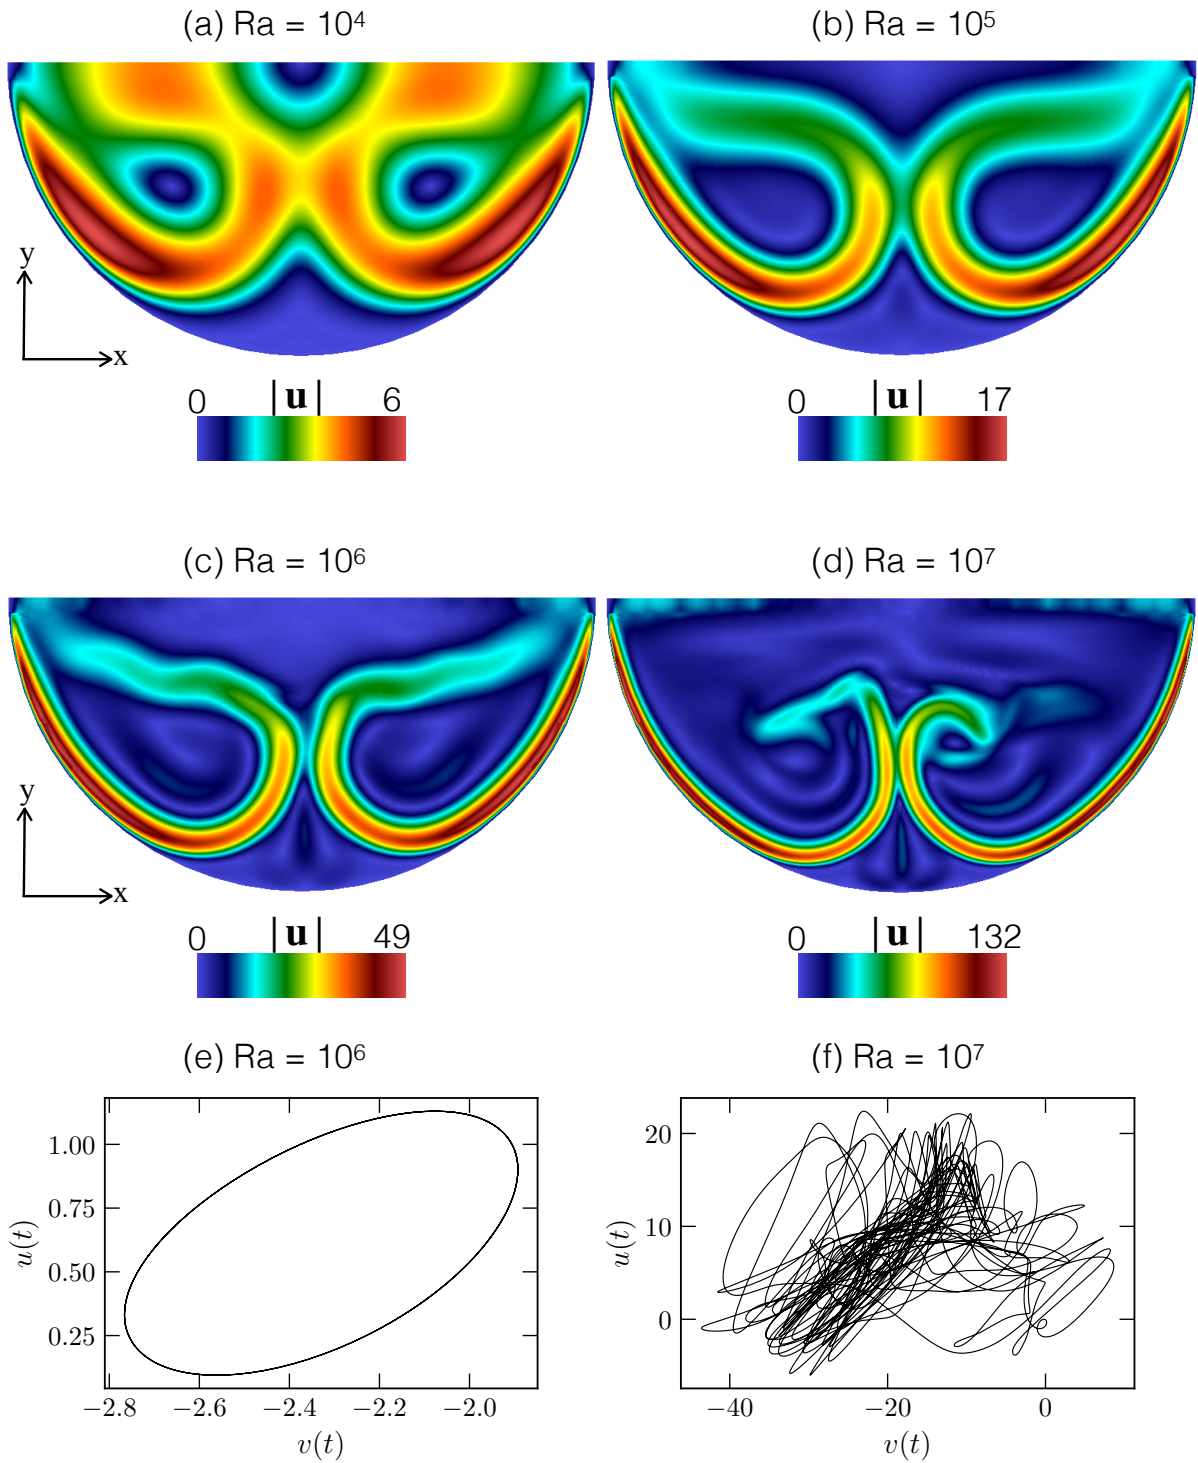 (a) Ra = 10⁴
(b) Ra = 10⁵
y
x
0 |u| 6
0 |u| 17
(c) Ra = 10⁶
(d) Ra = 10⁷
y
x
0 |u| 49
0 |u| 132
(e) Ra = 10⁶
(f) Ra = 10⁷
1.00
0.75
0.50
0.25
u(t)
−2.8 −2.6 −2.4 −2.2 −2.0
v(t)
20
10
0
u(t)
−40 −20 0
v(t)